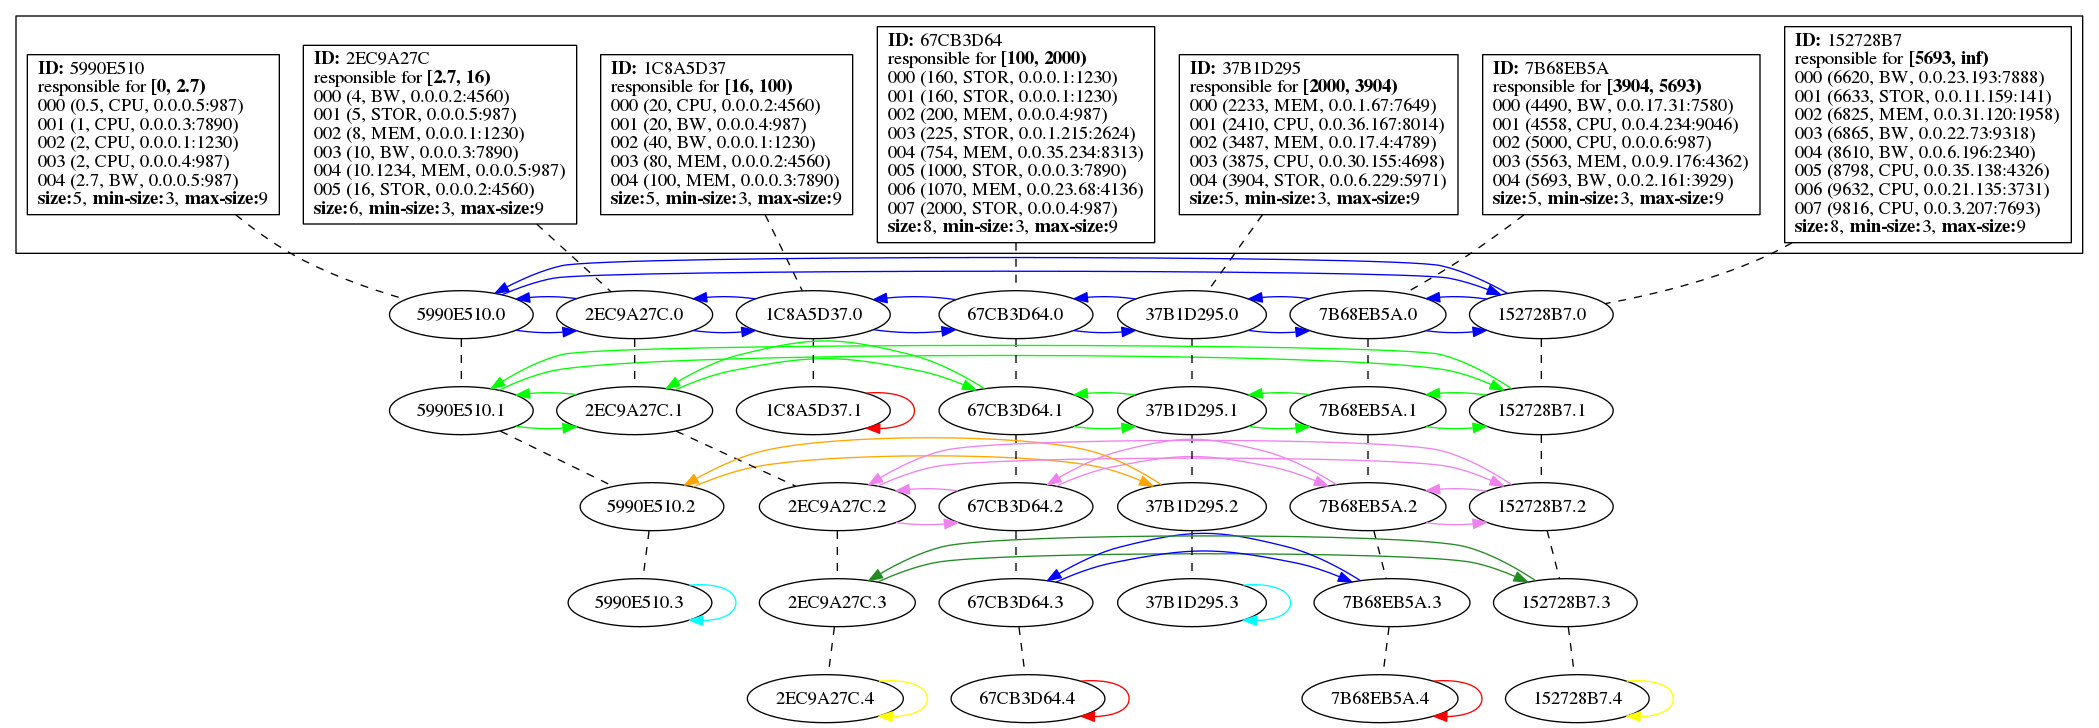 ID: 5990E510
responsible for [0, 2.7)
000 (0.5, CPU, 0.0.0.5:987)
001 (1, CPU, 0.0.0.3:7890)
002 (2, CPU, 0.0.0.1:1230)
003 (2, CPU, 0.0.0.4:987)
004 (2.7, BW, 0.0.0.5:987)
size:5, min-size:3, max-size:9
ID: 2EC9A27C
responsible for [2.7, 16)
000 (4, BW, 0.0.0.2:4560)
001 (5, STOR, 0.0.0.5:987)
002 (8, MEM, 0.0.0.1:1230)
003 (10, BW, 0.0.0.3:7890)
004 (10.1234, MEM, 0.0.0.5:987)
005 (16, STOR, 0.0.0.2:4560)
size:6, min-size:3, max-size:9
ID: 1C8A5D37
responsible for [16, 100)
000 (20, CPU, 0.0.0.2:4560)
001 (20, BW, 0.0.0.4:987)
002 (40, BW, 0.0.0.1:1230)
003 (80, MEM, 0.0.0.2:4560)
004 (100, MEM, 0.0.0.3:7890)
size:5, min-size:3, max-size:9
ID: 67CB3D64
responsible for [100, 2000)
000 (160, STOR, 0.0.0.1:1230)
001 (160, STOR, 0.0.0.1:1230)
002 (200, MEM, 0.0.0.4:987)
003 (225, STOR, 0.0.1.215:2624)
004 (754, MEM, 0.0.35.234:8313)
005 (1000, STOR, 0.0.0.3:7890)
006 (1070, MEM, 0.0.23.68:4136)
007 (2000, STOR, 0.0.0.4:987)
size:8, min-size:3, max-size:9
ID: 37B1D295
responsible for [2000, 3904)
000 (2233, MEM, 0.0.1.67:7649)
001 (2410, CPU, 0.0.36.167:8014)
002 (3487, MEM, 0.0.17.4:4789)
003 (3875, CPU, 0.0.30.155:4698)
004 (3904, STOR, 0.0.6.229:5971)
size:5, min-size:3, max-size:9
ID: 7B68EB5A
responsible for [3904, 5693)
000 (4490, BW, 0.0.17.31:7580)
001 (4558, CPU, 0.0.4.234:9046)
002 (5000, CPU, 0.0.0.6:987)
003 (5563, MEM, 0.0.9.176:4362)
004 (5693, BW, 0.0.2.161:3929)
size:5, min-size:3, max-size:9
ID: 152728B7
responsible for [5693, inf)
000 (6620, BW, 0.0.23.193:7888)
001 (6633, STOR, 0.0.11.159:141)
002 (6825, MEM, 0.0.31.120:1958)
003 (6865, BW, 0.0.22.73:9318)
004 (8610, BW, 0.0.6.196:2340)
005 (8798, CPU, 0.0.35.138:4326)
006 (9632, CPU, 0.0.21.135:3731)
007 (9816, CPU, 0.0.3.207:7693)
size:8, min-size:3, max-size:9
5990E510.0 2EC9A27C.0 1C8A5D37.0 67CB3D64.0 37B1D295.0 7B68EB5A.0 152728B7.0
5990E510.1 2EC9A27C.1 1C8A5D37.1 67CB3D64.1 37B1D295.1 7B68EB5A.1 152728B7.1
5990E510.2 2EC9A27C.2 67CB3D64.2 37B1D295.2 7B68EB5A.2 152728B7.2
5990E510.3 2EC9A27C.3 67CB3D64.3 37B1D295.3 7B68EB5A.3 152728B7.3
2EC9A27C.4 67CB3D64.4 7B68EB5A.4 152728B7.4